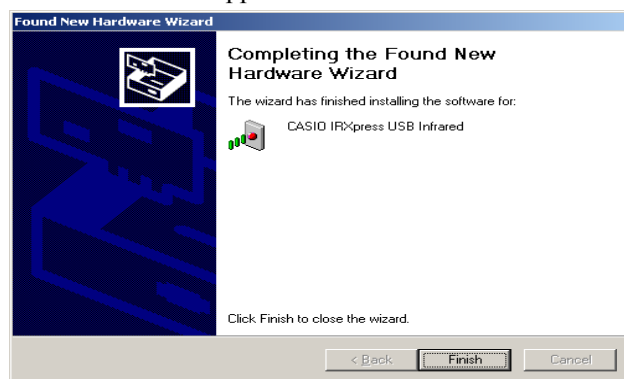 Found New Hardware Wizard
Completing the Found New
Hardware Wizard
The wizard has finished installing the software for:
CASIO IRXpress USB Infrared
Click Finish to close the wizard.
< Back Finish Cancel